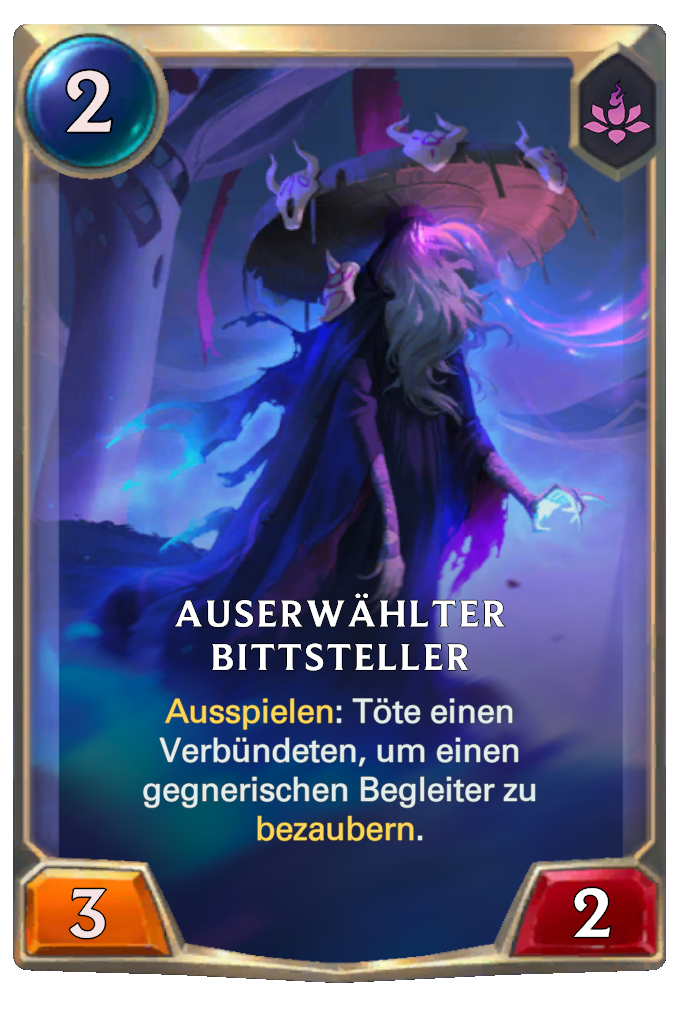 2
AUSERWÄHLTER
BITTSTELLER
Ausspielen: Töte einen
Verbündeten, um einen
gegnerischen Begleiter zu
bezaubern.
3
2